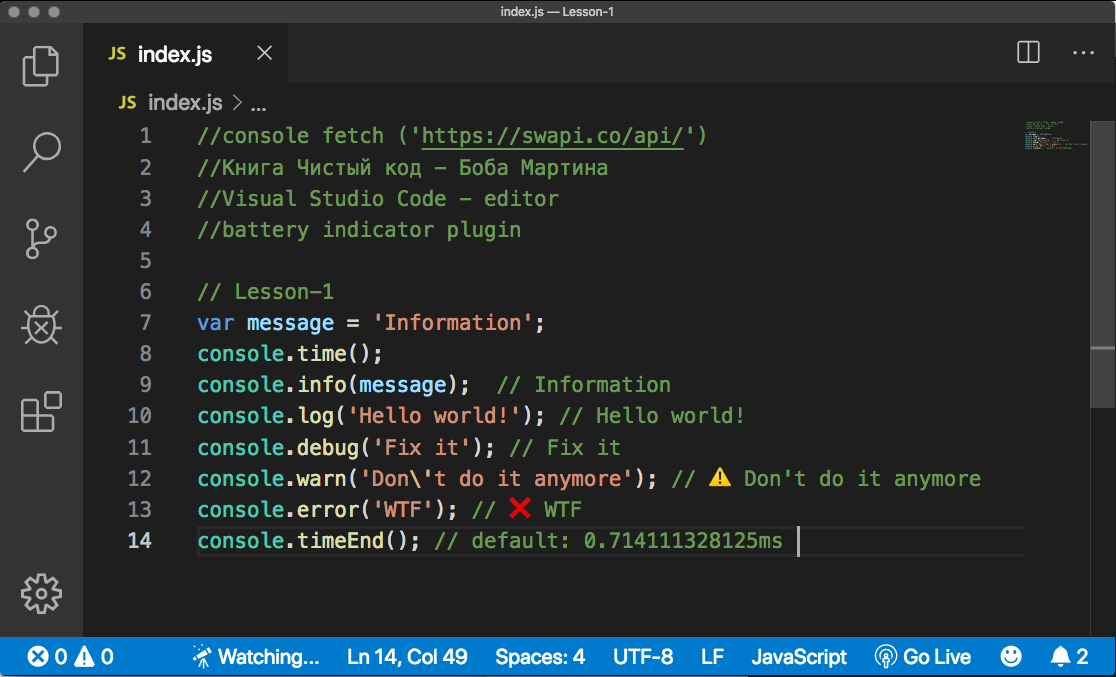 index.js — Lesson-1
JS index.js
JS index.js > ...
1 //console fetch ('https://swapi.co/api/')
2 //Книга Чистый код - Боба Мартина
3 //Visual Studio Code - editor
4 //battery indicator plugin
5
6 // Lesson-1
7 var message = 'Information';
8 console.time();
9 console.info(message);  // Information
10 console.log('Hello world!'); // Hello world!
11 console.debug('Fix it'); // Fix it
12 console.warn('Don\'t do it anymore'); // ⚠️ Don't do it anymore
13 console.error('WTF'); // ❌ WTF
14 console.timeEnd(); // default: 0.714111328125ms
0 0 Watching... Ln 14, Col 49 Spaces: 4 UTF-8 LF JavaScript Go Live 2